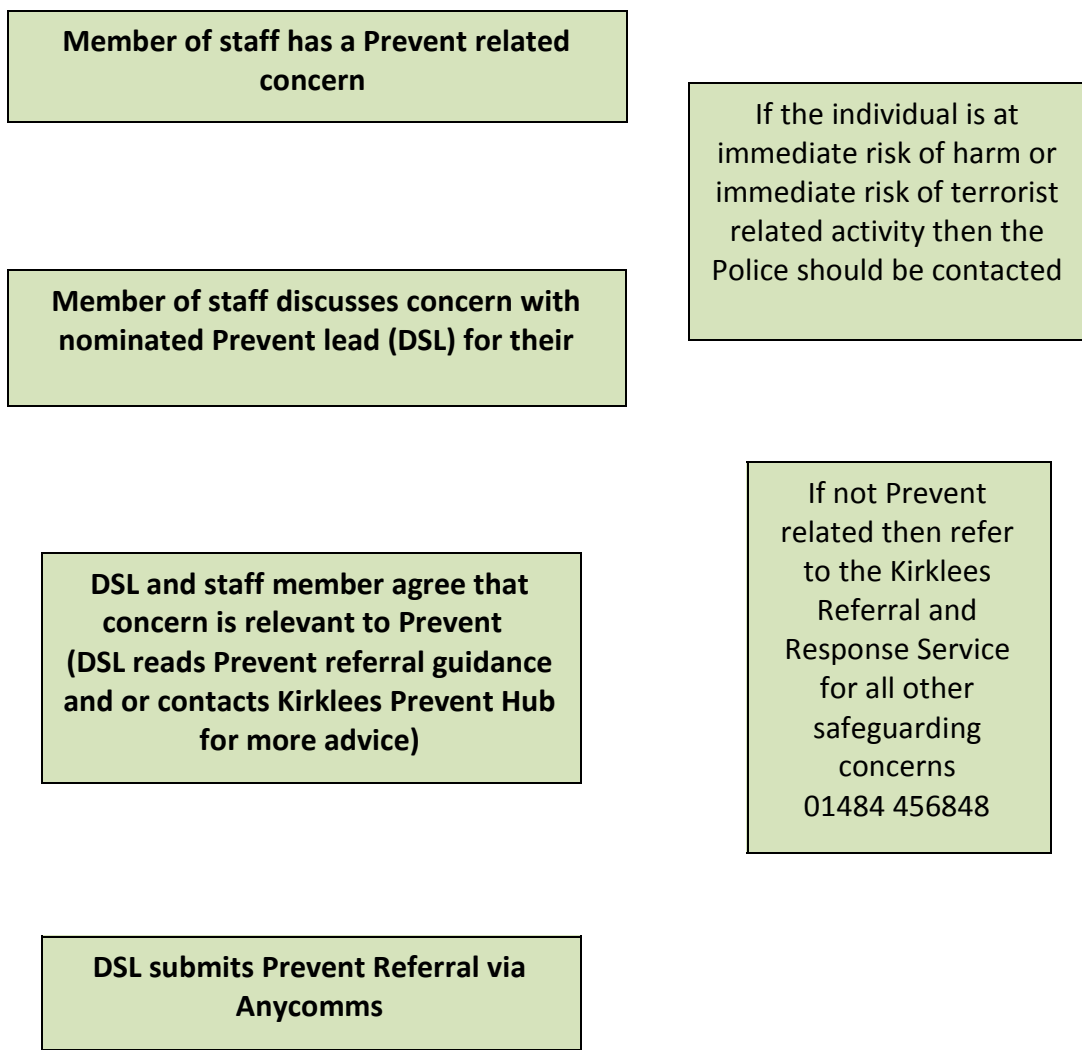 Member of staff has a Prevent related
concern
If the individual is at
immediate risk of harm or
immediate risk of terrorist
related activity then the
Police should be contacted
Member of staff discusses concern with
nominated Prevent lead (DSL) for their
If not Prevent
related then refer
to the Kirklees
Referral and
Response Service
for all other
safeguarding
concerns
01484 456848
DSL and staff member agree that
concern is relevant to Prevent
(DSL reads Prevent referral guidance
and or contacts Kirklees Prevent Hub
for more advice)
DSL submits Prevent Referral via
Anycomms